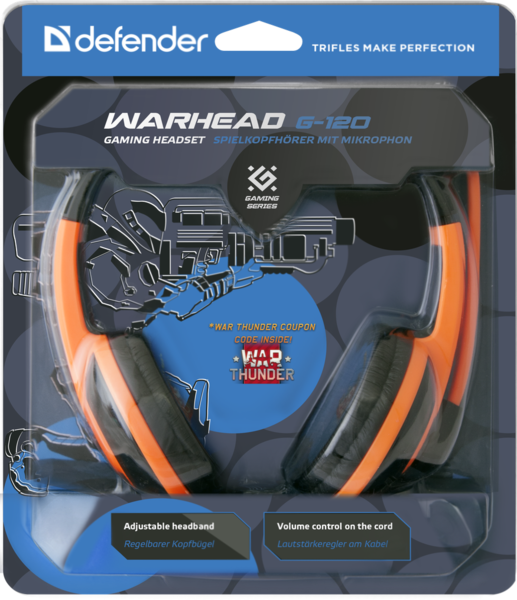 defender
TRIFLES MAKE PERFECTION
WARHEAD G-120
GAMING HEADSET SPIELKOPFHÖRER MIT MIKROPHON
GAMING
SERIES
*WAR THUNDER COUPON
CODE INSIDE!
WAR
THUNDER
Adjustable headband
Regelbarer Kopfbügel
Volume control on the cord
Lautstärkeregler am Kabel